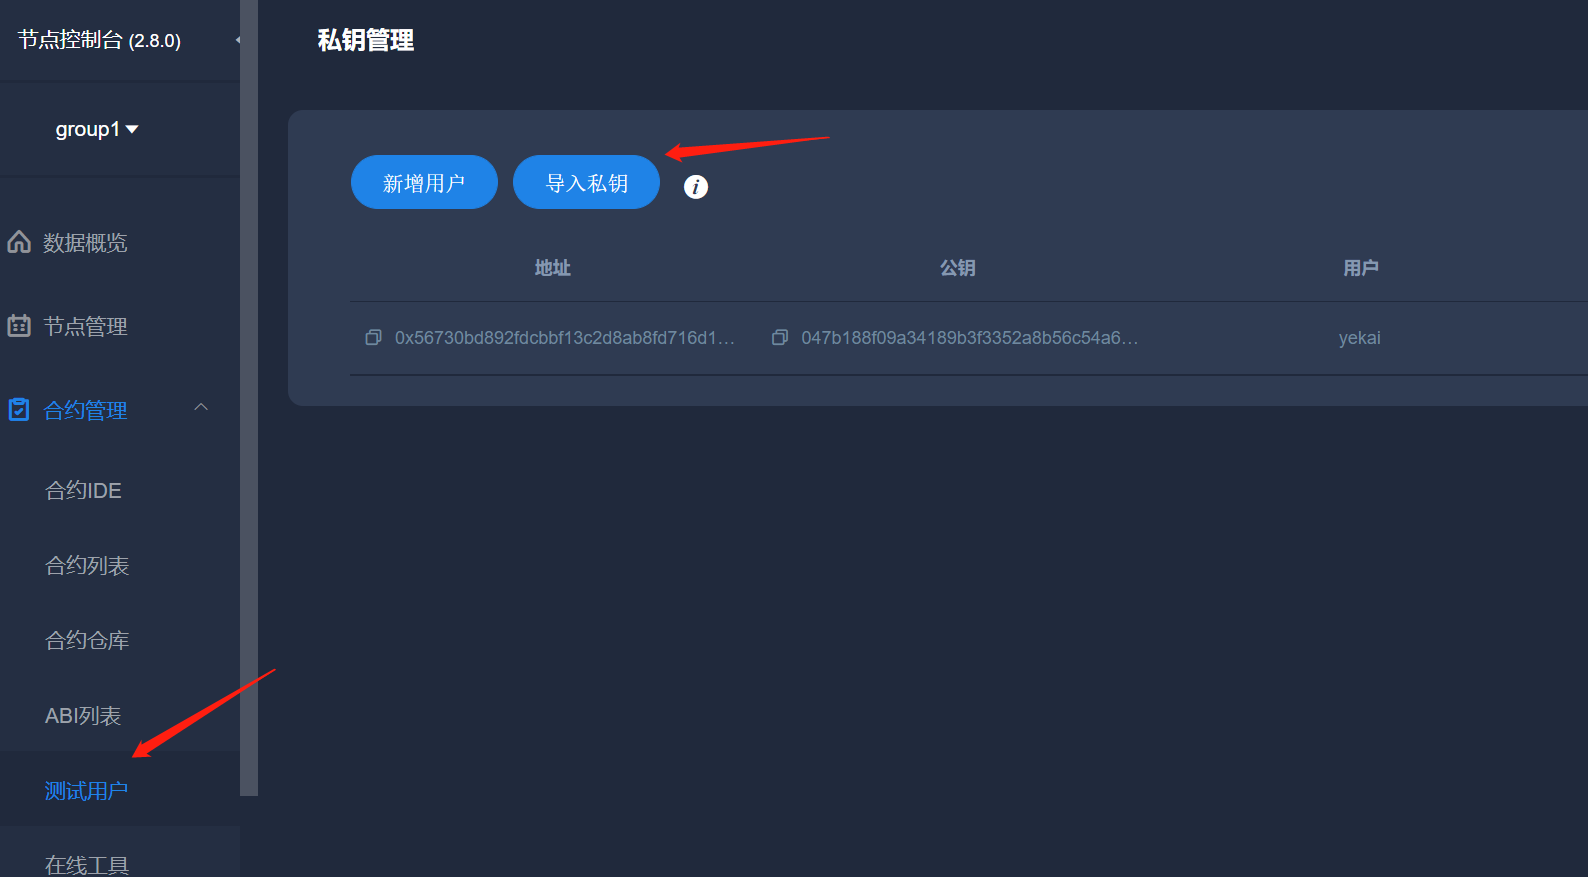 节点控制台 (2.8.0)
group1
数据概览
节点管理
合约管理
合约IDE
合约列表
合约仓库
ABI列表
测试用户
在线工具
私钥管理
新增用户 导入私钥 i
地址 公钥 用户
0x56730bd892fdcbbf13c2d8ab8fd716d1... 047b188f09a34189b3f3352a8b56c54a6... yekai